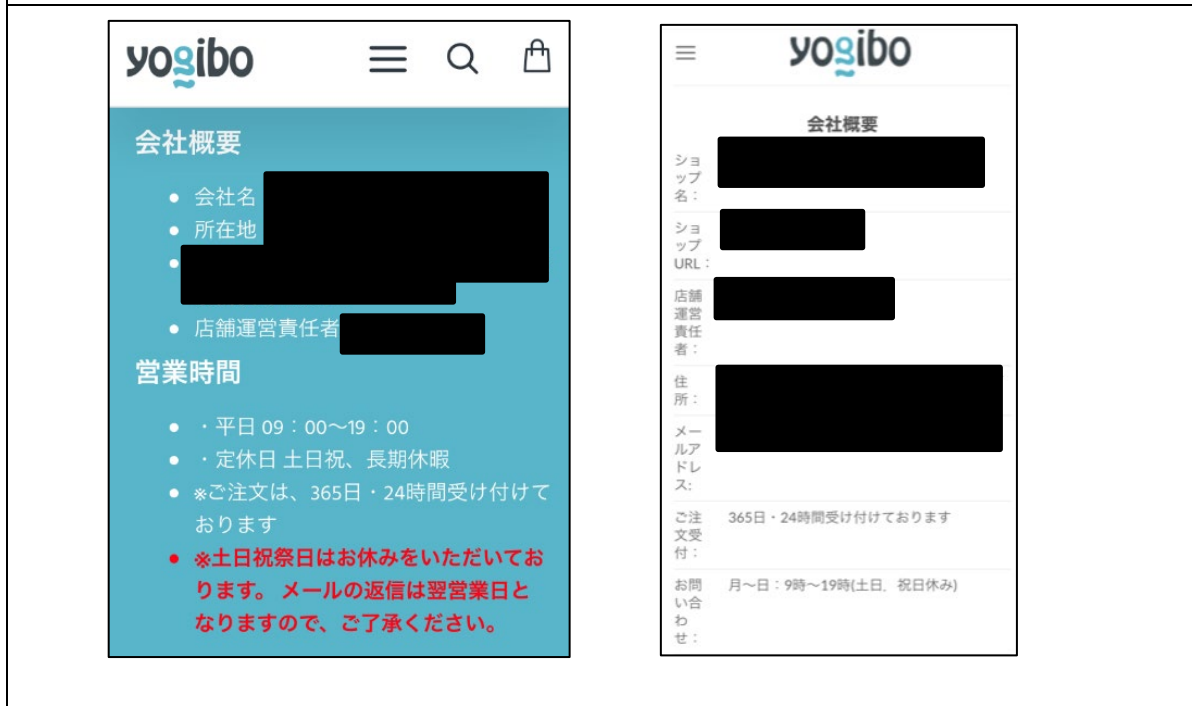 yogibo
会社概要
● 会社名
● 所在地
●
● 店舗運営責任者
営業時間
● ・平日 09：00～19：00
● ・定休日 土日祝、長期休暇
● ※ご注文は、365日・24時間受け付けて
おります
● ※土日祝祭日はお休みをいただいてお
ります。 メールの返信は翌営業日と
なりますので、ご了承ください。
yogibo
会社概要
ショ
ップ
名：
ショ
ップ
URL：
店舗
運営
責任
者：
住
所：
メー
ルア
ドレ
ス:
ご注
文受
付：
365日・24時間受け付けております
お問
い合
わ
せ：
月～日：9時～19時(土日, 祝日休み)